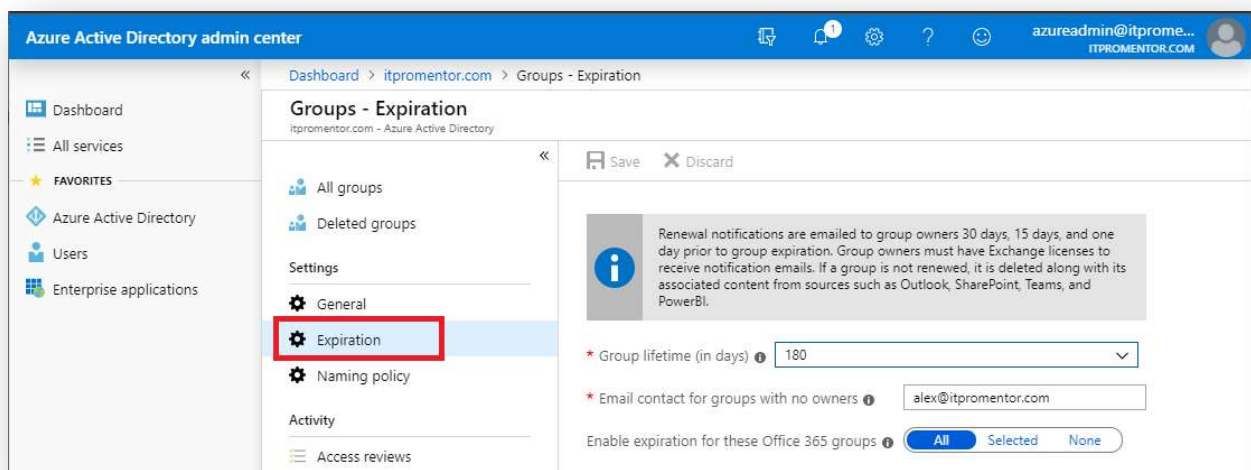 Azure Active Directory admin center
1
azureadmin@itprome...
ITPROMENTOR.COM
«
Dashboard > itpromentor.com > Groups - Expiration
Dashboard
All services
FAVORITES
Azure Active Directory
Users
Enterprise applications
Groups - Expiration
itpromentor.com - Azure Active Directory
«
All groups
Deleted groups
Settings
General
Expiration
Naming policy
Activity
Access reviews
Save Discard
Renewal notifications are emailed to group owners 30 days, 15 days, and one
day prior to group expiration. Group owners must have Exchange licenses to
receive notification emails. If a group is not renewed, it is deleted along with its
associated content from sources such as Outlook, SharePoint, Teams, and
PowerBI.
* Group lifetime (in days) 180
* Email contact for groups with no owners alex@itpromentor.com
Enable expiration for these Office 365 groups All Selected None